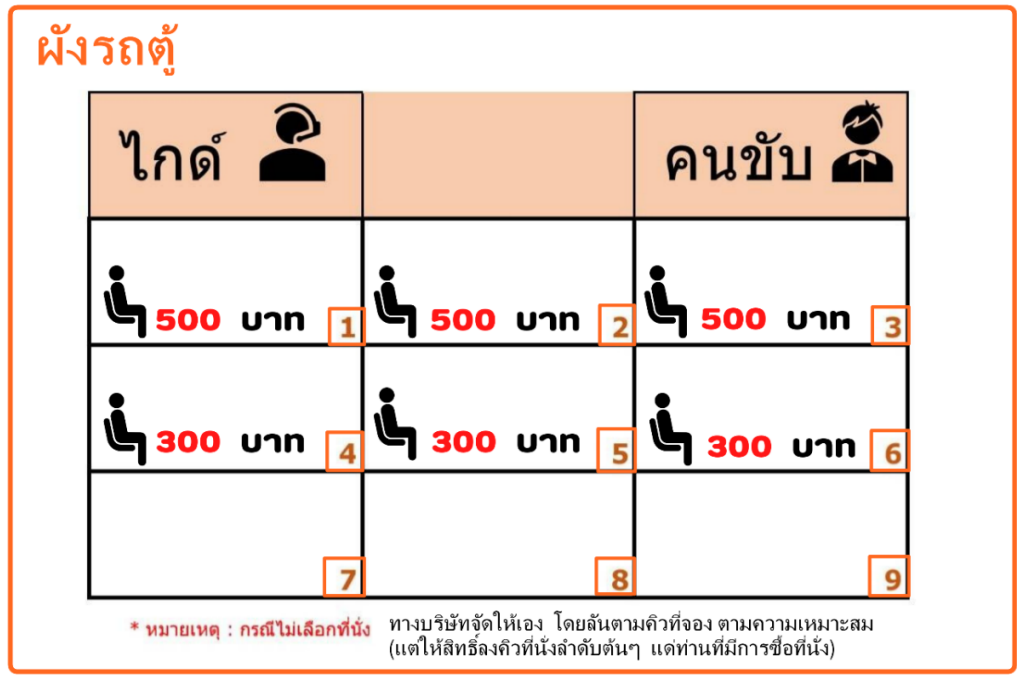 ผังรถตู้
ไกด์ คนขับ
500 บาท 1 500 บาท 2 500 บาท 3
300 บาท 4 300 บาท 5 300 บาท 6
7 8 9
* หมายเหตุ : กรณีไม่เลือกที่นั่ง ทางบริษัทจัดให้เอง โดยลันตามคิวที่จอง ตามความเหมาะสม
(แต่ให้สิทธิ์ลงคิวที่นั่งลำดับต้นๆ แด่ท่านที่มีการซื้อที่นั่ง)